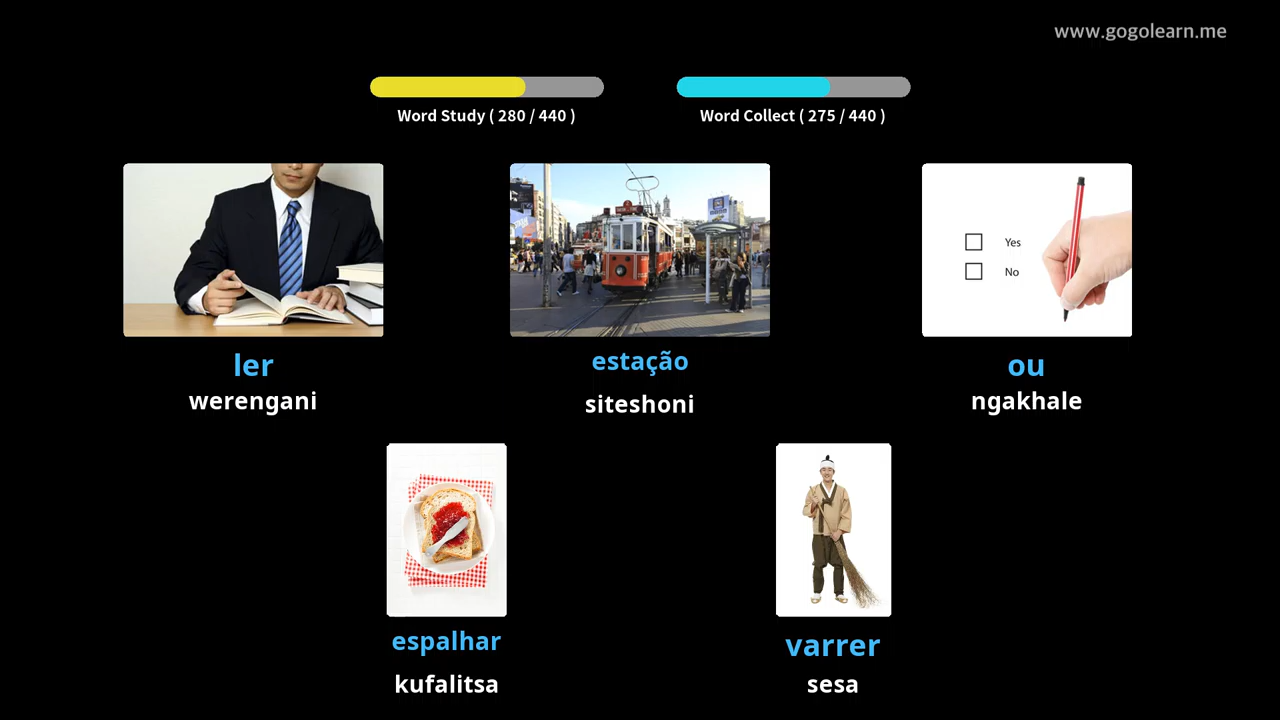 www.gogolearn.me
Word Study ( 280 / 440 )
Word Collect ( 275 / 440 )
Yes
No
ler
werengani
estação
siteshoni
ou
ngakhale
espalhar
kufalitsa
varrer
sesa